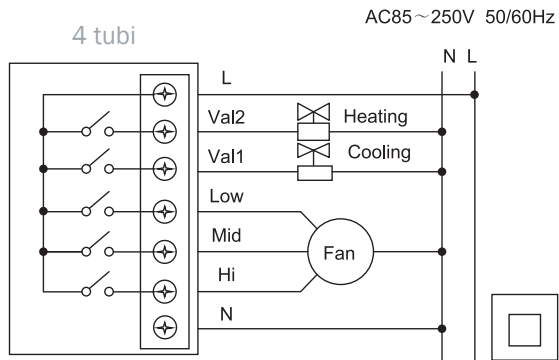 AC85～250V 50/60Hz
4 tubi
N L
L
Val2
Heating
Val1
Cooling
Low
Mid
Fan
Hi
N